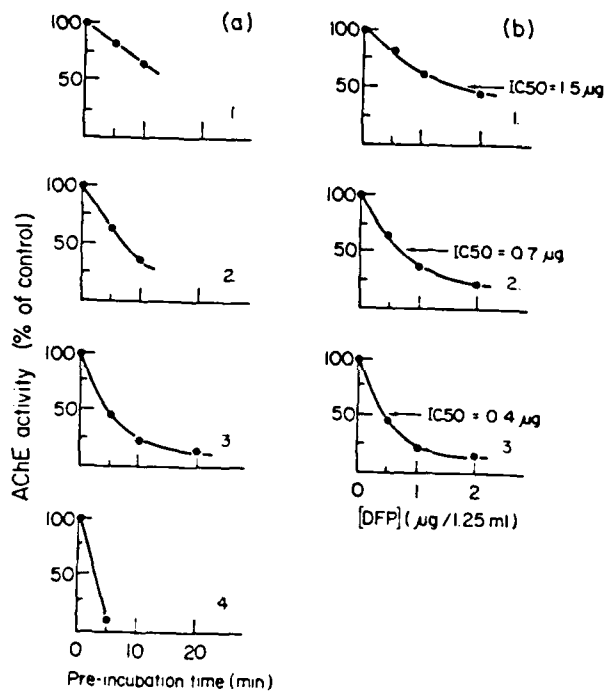 (a)
100
50
1
100
50
2.
100
50
3
100
50
4
0 10 20
Pre-incubation time (min)
AChE activity (% of control)
(b)
100
50
IC50 = 1.5 µg
1.
100
50
IC50 = 0.7 µg
2.
100
50
IC50 = 0.4 µg
3
0 1 2
[DFP] (µg/1.25 ml)